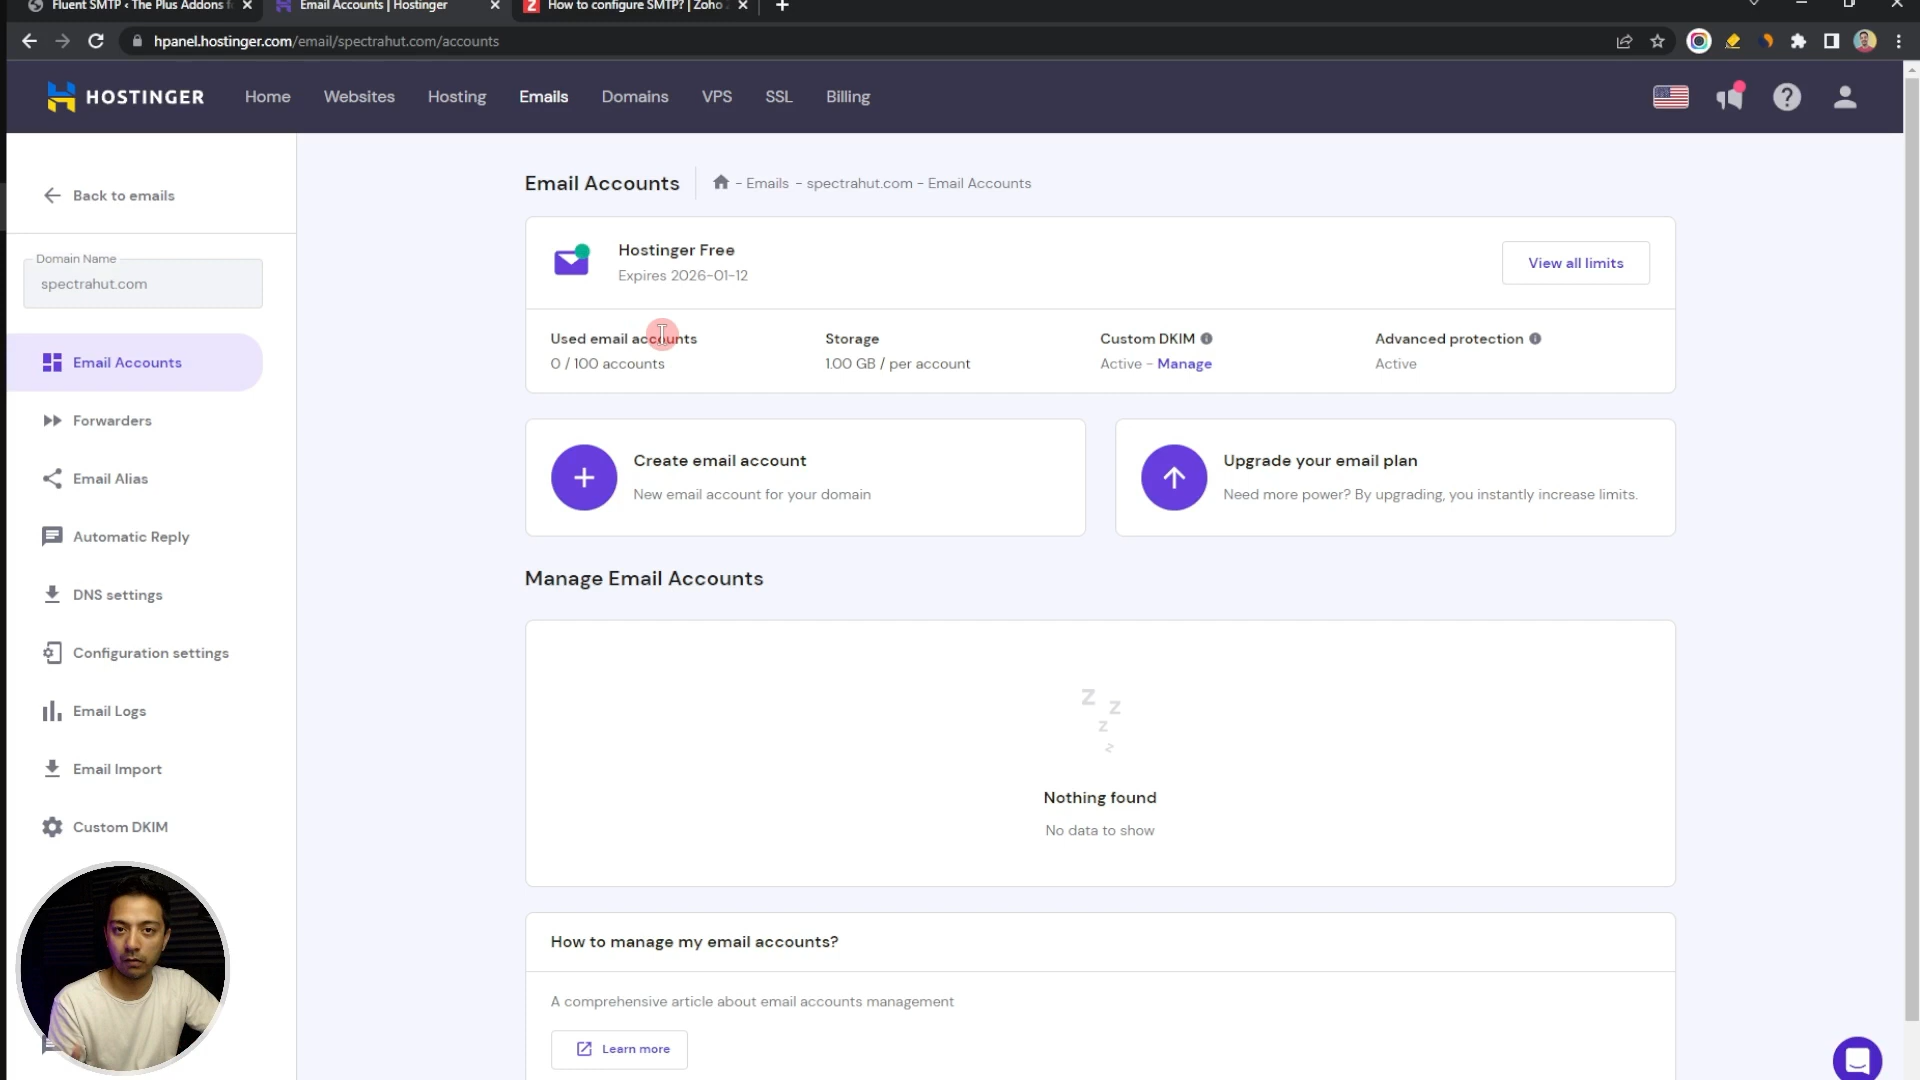 Fluent SMTP ‹ The Plus Addons f
Email Accounts | Hostinger
How to configure SMTP? | Zoho
hpanel.hostinger.com/email/spectrahut.com/accounts
HOSTINGER
Home
Websites
Hosting
Emails
Domains
VPS
SSL
Billing
Back to emails
Domain Name
spectrahut.com
Email Accounts
Forwarders
Email Alias
Automatic Reply
DNS settings
Configuration settings
Email Logs
Email Import
Custom DKIM
Email Accounts
- Emails - spectrahut.com - Email Accounts
Hostinger Free
Expires 2026-01-12
View all limits
Used email accounts
0 / 100 accounts
Storage
1.00 GB / per account
Custom DKIM
Active - Manage
Advanced protection
Active
Create email account
New email account for your domain
Upgrade your email plan
Need more power? By upgrading, you instantly increase limits.
Manage Email Accounts
Z
Z
Z
Z
Nothing found
No data to show
How to manage my email accounts?
A comprehensive article about email accounts management
Learn more